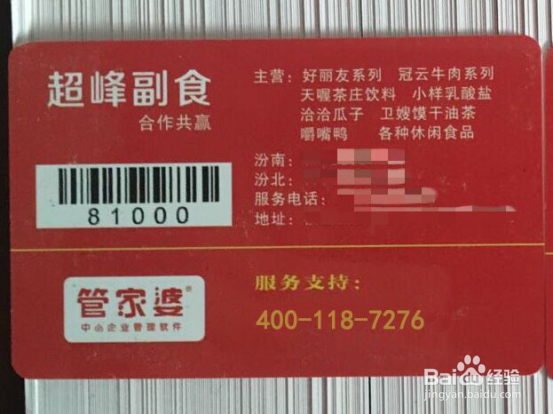 超峰副食
合作共赢
主营：好丽友系列 冠云牛肉系列
天喔茶庄饮料 小样乳酸盐
洽洽瓜子 卫嫂馍干油茶
嚼嘴鸭 各种休闲食品
汾南：
汾北：
服务电话：
地址：
81000
管家婆®
中小企业管理软件
服务支持：
400-118-7276
Baidu经验
jingyan.baidu.com